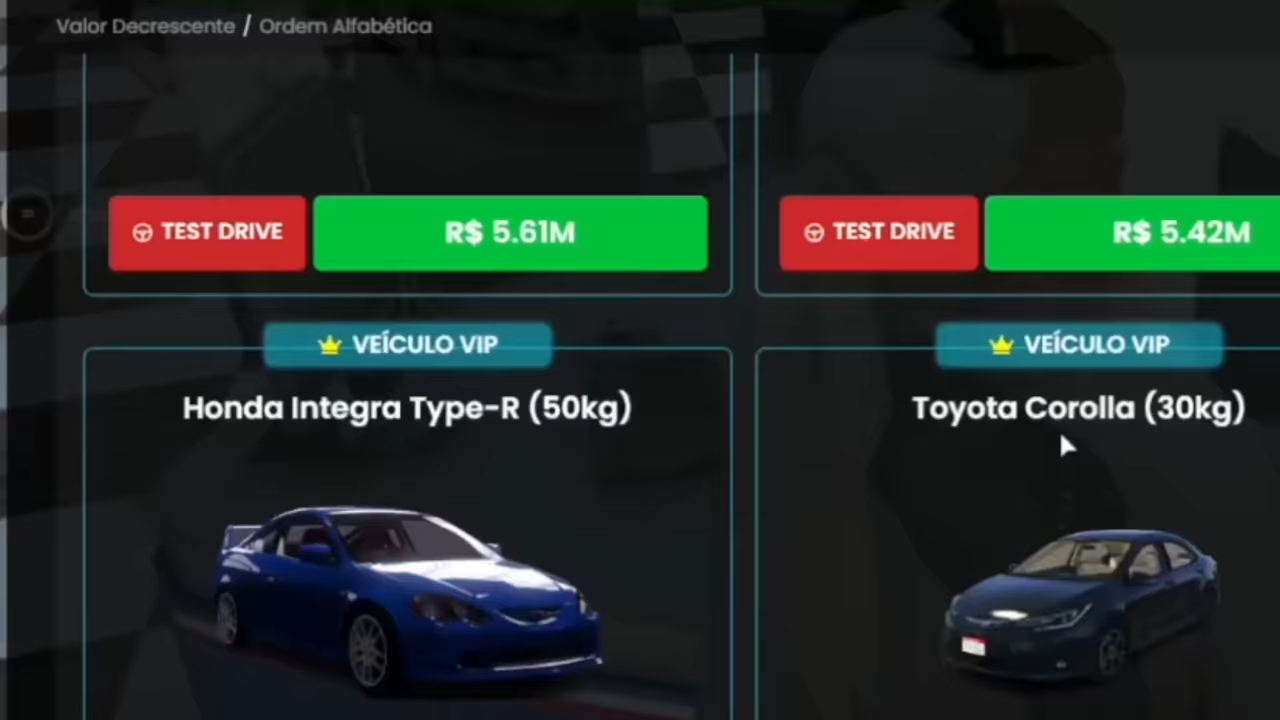 Valor Decrescente / Ordem Alfabética
TEST DRIVE R$ 5.61M
TEST DRIVE R$ 5.42M
VEÍCULO VIP
Honda Integra Type-R (50kg)
VEÍCULO VIP
Toyota Corolla (30kg)